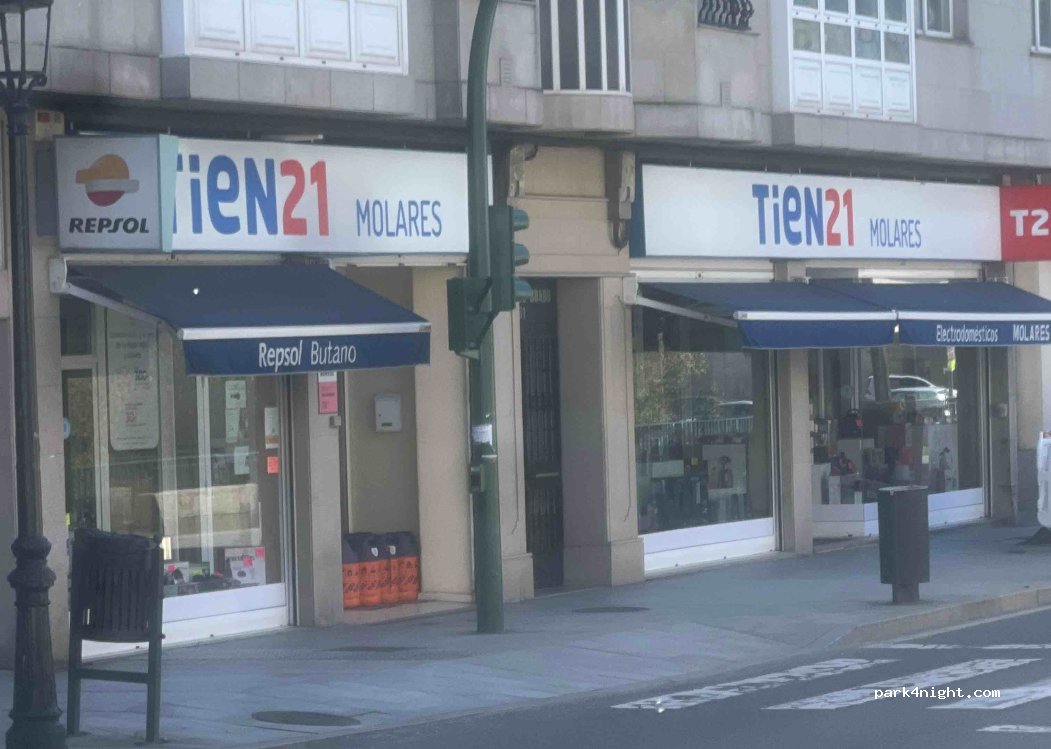 REPSOL
TiEN21 MOLARES
TiEN21 MOLARES
T2
Repsol Butano
Electrodomésticos MOLARES
park4night.com